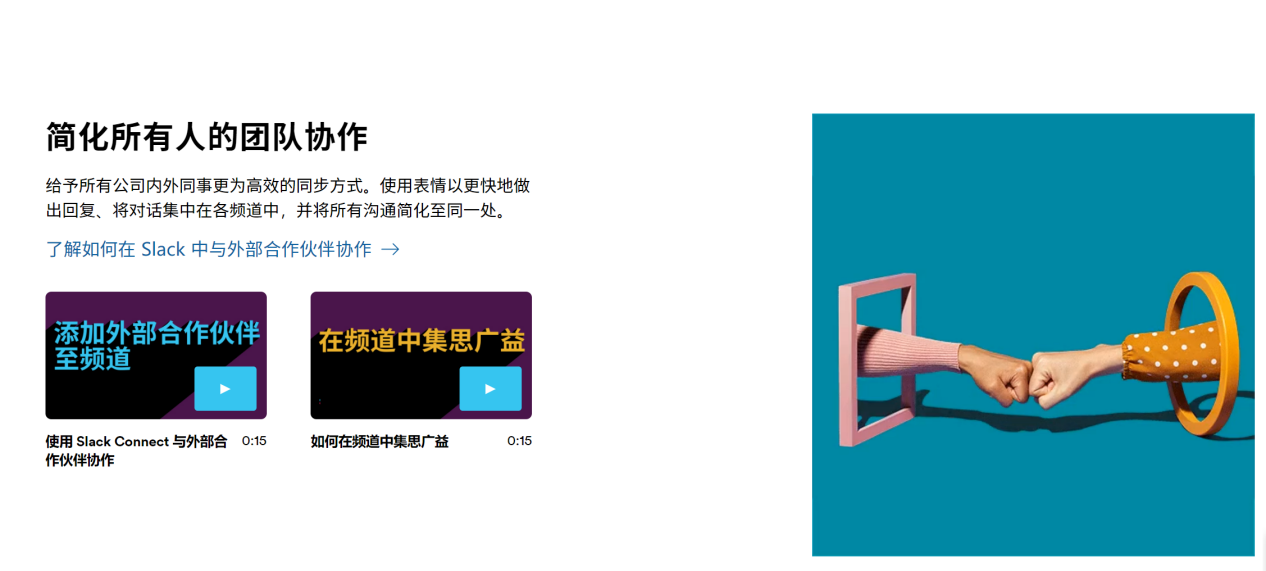 简化所有人的团队协作
给予所有公司内外同事更为高效的同步方式。使用表情以更快地做
出回复、将对话集中在各频道中，并将所有沟通简化至同一处。
了解如何在 Slack 中与外部合作伙伴协作 →
添加外部合作伙伴
至频道
在频道中集思广益
使用 Slack Connect 与外部合 0:15
作伙伴协作
如何在频道中集思广益 0:15